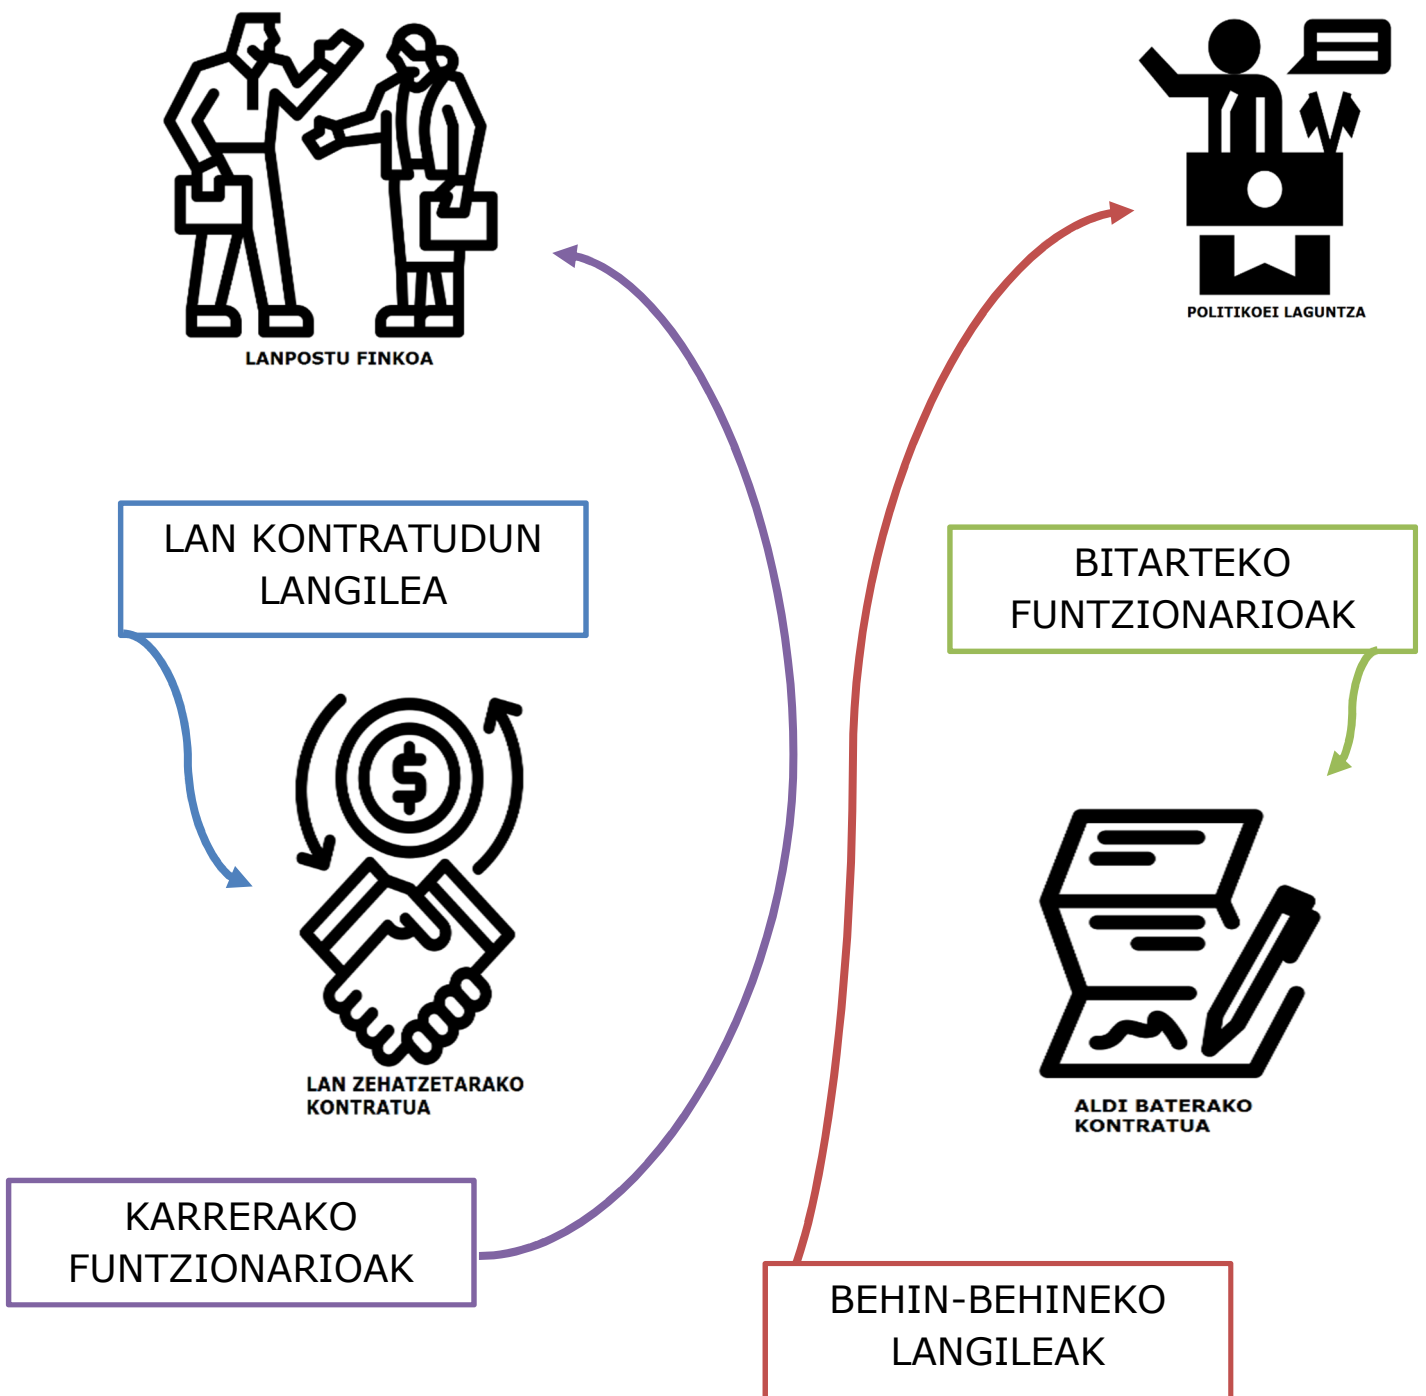 POLITIKOEI LAGUNTZA
LANPOSTU FINKOA
LAN KONTRATUDUN
LANGILEA
BITARTEKO
FUNTZIONARIOAK
$
LAN ZEHATZETARAKO
KONTRATUA
ALDI BATERAKO
KONTRATUA
KARRERAKO
FUNTZIONARIOAK
BEHIN-BEHINEKO
LANGILEAK